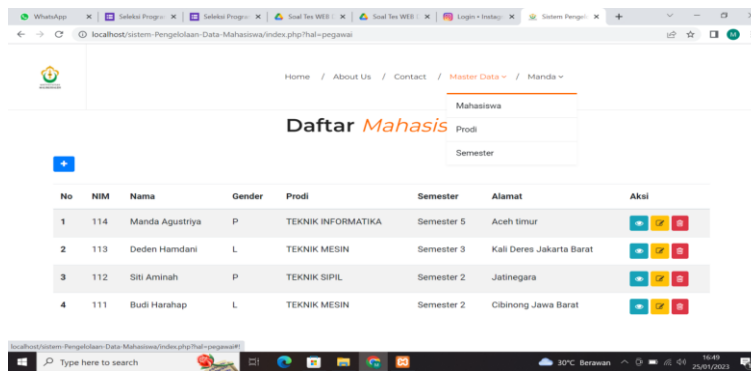 WhatsApp
Seleksi Progra
Seleksi Progra
Soal Tes WEB
Soal Tes WEB
Login • Instag
Sistem Pengel
localhost/sistem-Pengelolaan-Data-Mahasiswa/index.php?hal=pegawai
M
Home / About Us / Contact / Master Data / Manda
Mahasiswa
Prodi
Semester
Daftar Mahasis
+
No NIM Nama Gender Prodi Semester Alamat Aksi
1 114 Manda Agustriya P TEKNIK INFORMATIKA Semester 5 Aceh timur
2 113 Deden Hamdani L TEKNIK MESIN Semester 3 Kali Deres Jakarta Barat
3 112 Siti Aminah P TEKNIK SIPIL Semester 2 Jatinegara
4 111 Budi Harahap L TEKNIK MESIN Semester 2 Cibinong Jawa Barat
localhost/sistem-Pengelolaan-Data-Mahasiswa/index.php?hal=pegawai#!
Type here to search
30°C Berawan
16:49
25/01/2023